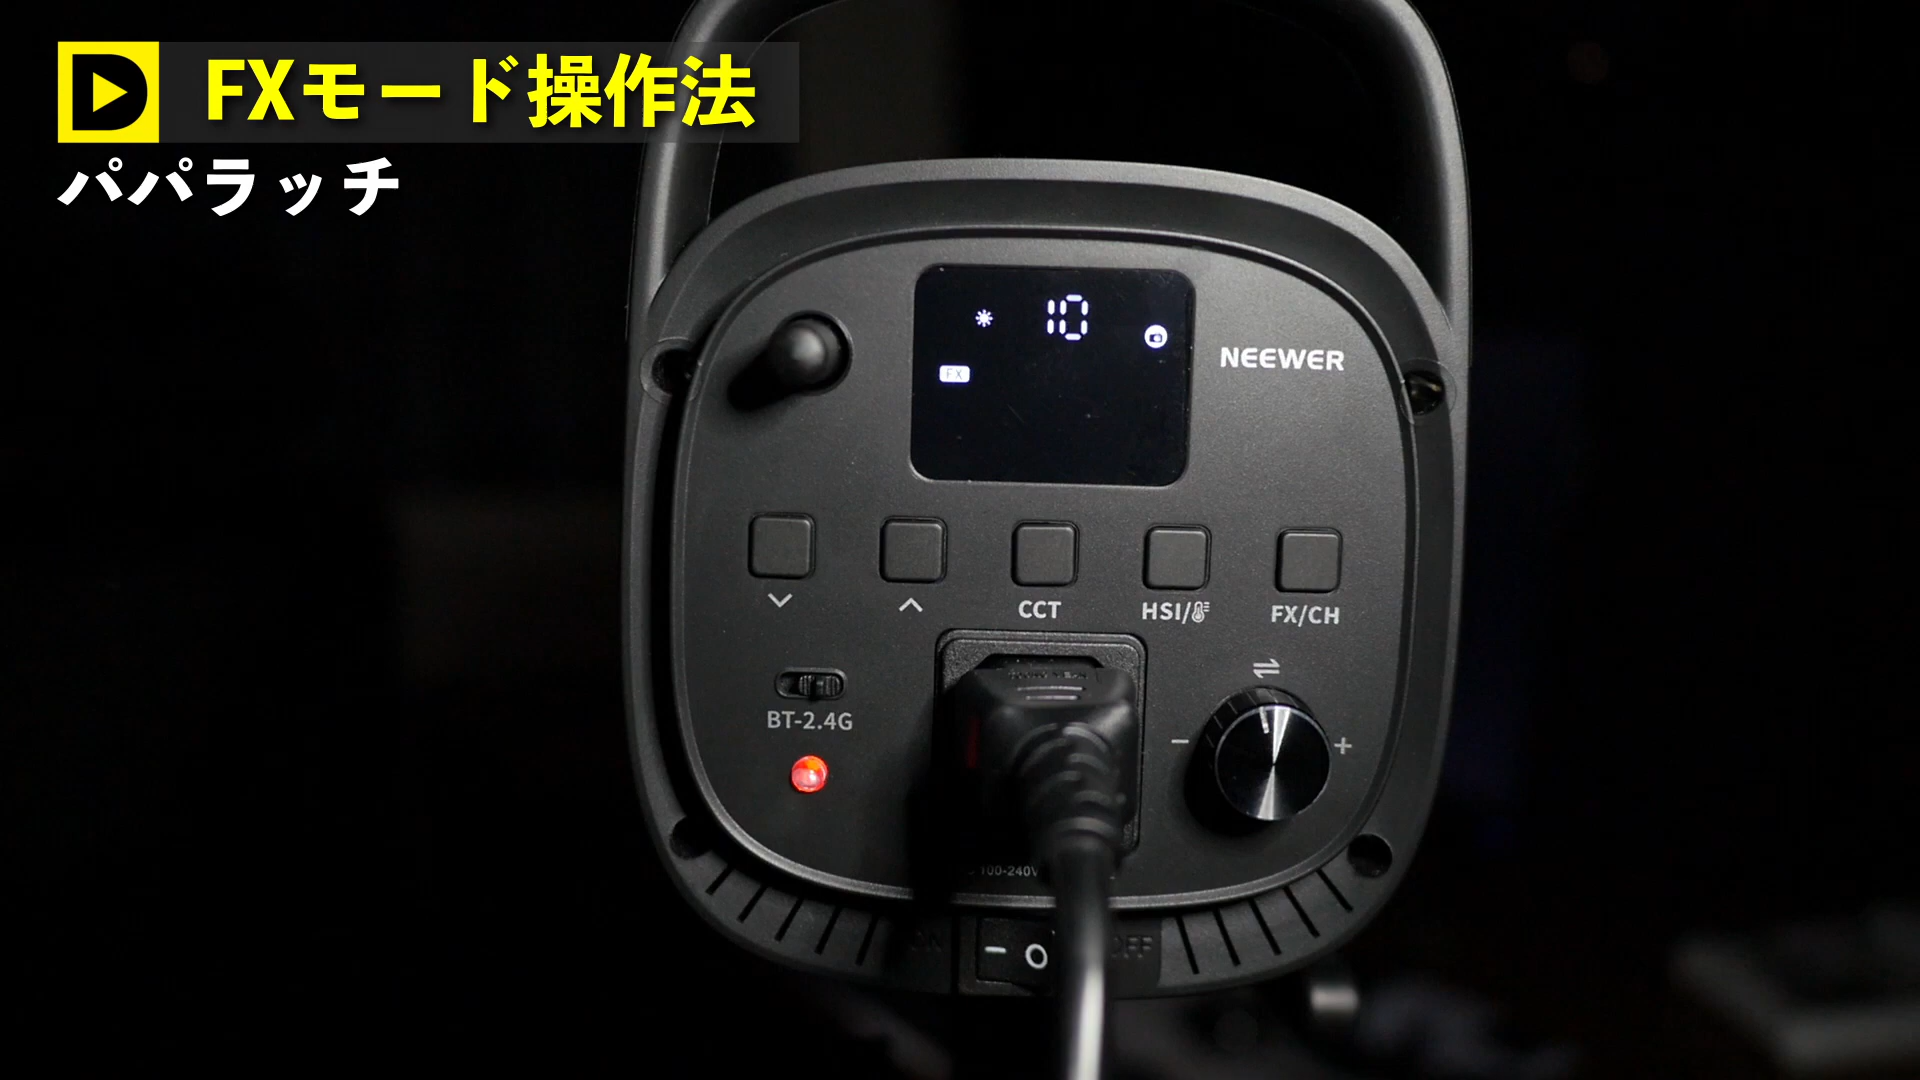 FXモード操作法
パパラッチ
10
FX
NEEWER
CCT
HSI/
FX/CH
BT-2.4G
- +
100-240V
OFF